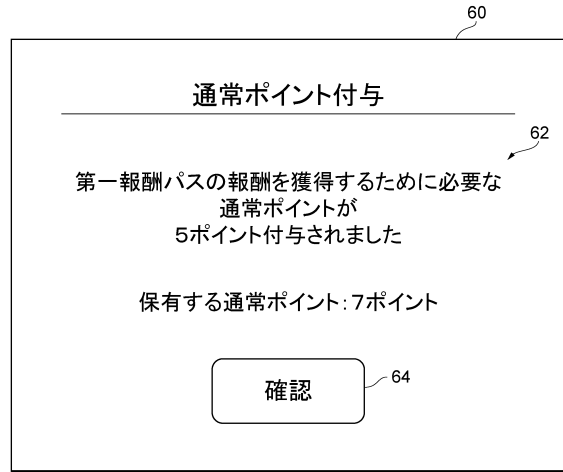 60
通常ポイント付与
62
第一報酬パスの報酬を獲得するために必要な
通常ポイントが
5ポイント付与されました
保有する通常ポイント:7ポイント
確認
64